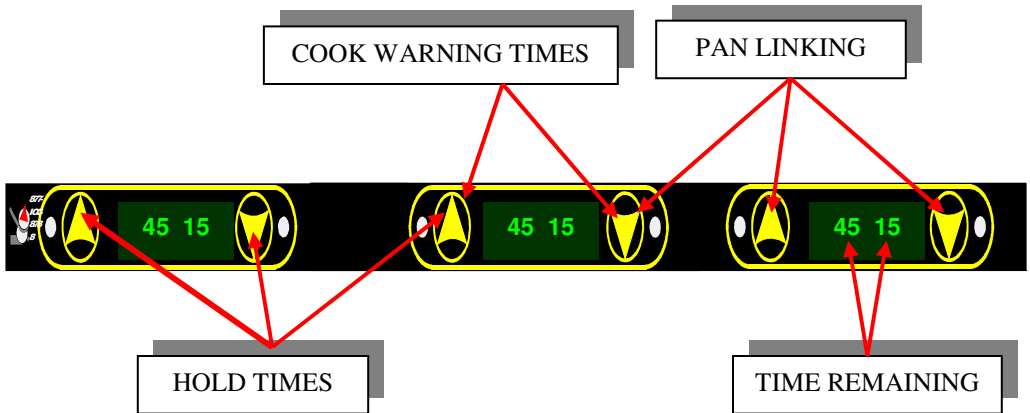 COOK WARNING TIMES
PAN LINKING
45 15
45 15
45 15
HOLD TIMES
TIME REMAINING